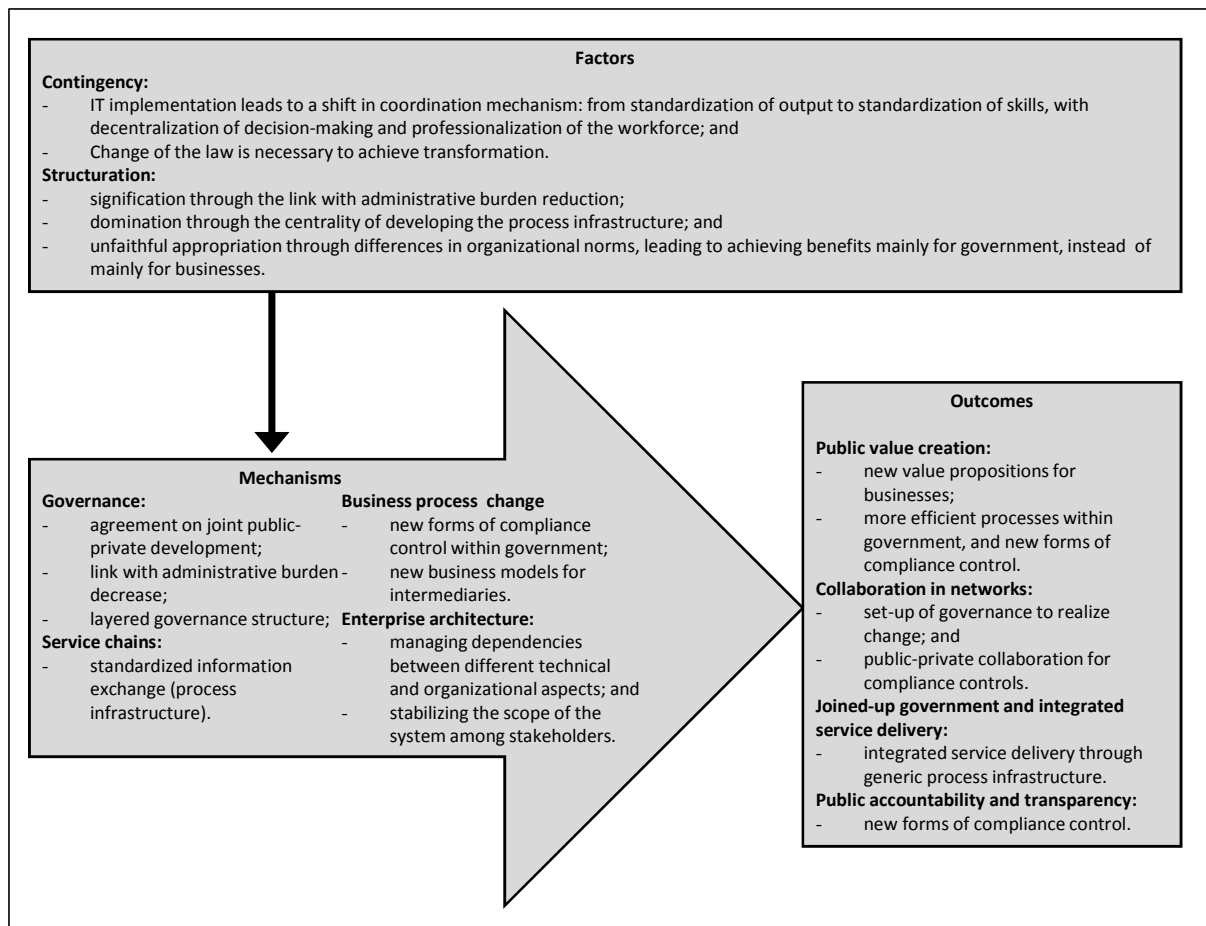 Factors
Contingency:
- IT implementation leads to a shift in coordination mechanism: from standardization of output to standardization of skills, with
decentralization of decision-making and professionalization of the workforce; and
- Change of the law is necessary to achieve transformation.
Structuration:
- signification through the link with administrative burden reduction;
- domination through the centrality of developing the process infrastructure; and
- unfaithful appropriation through differences in organizational norms, leading to achieving benefits mainly for government, instead of
mainly for businesses.
Mechanisms
Governance:
- agreement on joint public-
private development;
- link with administrative burden
decrease;
- layered governance structure;
Service chains:
- standardized information
exchange (process
infrastructure).
Business process change
- new forms of compliance
control within government;
- new business models for
intermediaries.
Enterprise architecture:
- managing dependencies
between different technical
and organizational aspects; and
- stabilizing the scope of the
system among stakeholders.
Outcomes
Public value creation:
- new value propositions for
businesses;
- more efficient processes within
government, and new forms of
compliance control.
Collaboration in networks:
- set-up of governance to realize
change; and
- public-private collaboration for
compliance controls.
Joined-up government and integrated
service delivery:
- integrated service delivery through
generic process infrastructure.
Public accountability and transparency:
- new forms of compliance control.